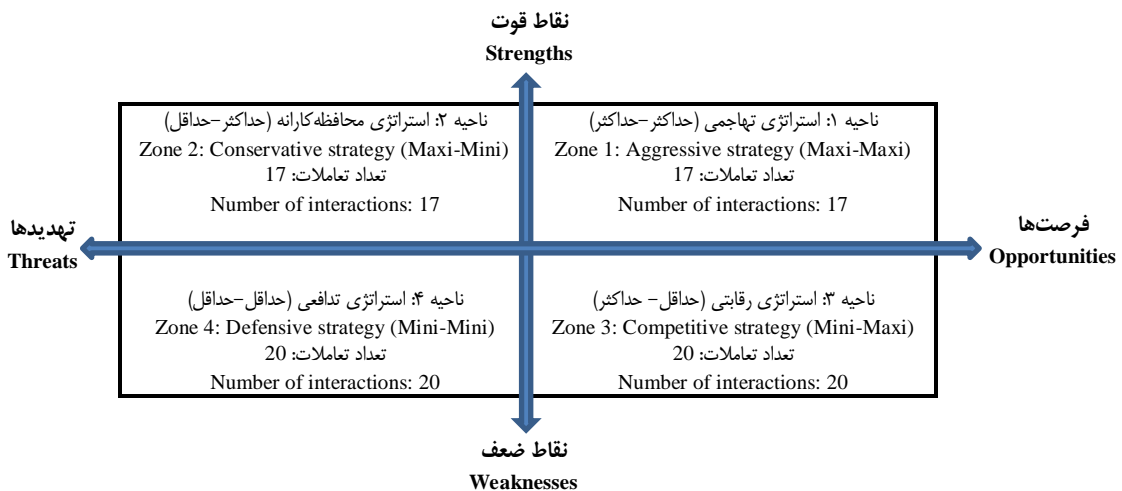 نقاط قوت
Strengths
ناحیه ۲: استراتژی محافظه‌کارانه (حداکثر-حداقل)
Zone 2: Conservative strategy (Maxi-Mini)
تعداد تعاملات: 17
Number of interactions: 17
ناحیه ۱: استراتژی تهاجمی (حداکثر-حداکثر)
Zone 1: Aggressive strategy (Maxi-Maxi)
تعداد تعاملات: 17
Number of interactions: 17
تهدیدها
Threats
فرصت‌ها
Opportunities
ناحیه ۴: استراتژی تدافعی (حداقل-حداقل)
Zone 4: Defensive strategy (Mini-Mini)
تعداد تعاملات: 20
Number of interactions: 20
ناحیه ۳: استراتژی رقابتی (حداقل- حداکثر)
Zone 3: Competitive strategy (Mini-Maxi)
تعداد تعاملات: 20
Number of interactions: 20
نقاط ضعف
Weaknesses